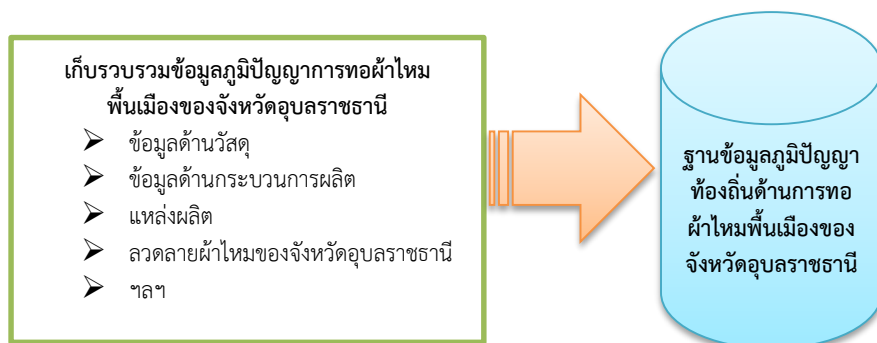 เก็บรวบรวมข้อมูลภูมิปัญญาการทอผ้าไหม
พื้นเมืองของจังหวัดอุบลราชธานี
➢ ข้อมูลด้านวัสดุ
➢ ข้อมูลด้านกระบวนการผลิต
➢ แหล่งผลิต
➢ ลวดลายผ้าไหมของจังหวัดอุบลราชธานี
➢ ฯลฯ
ฐานข้อมูลภูมิปัญญา
ท้องถิ่นด้านการทอ
ผ้าไหมพื้นเมืองของ
จังหวัดอุบลราชธานี